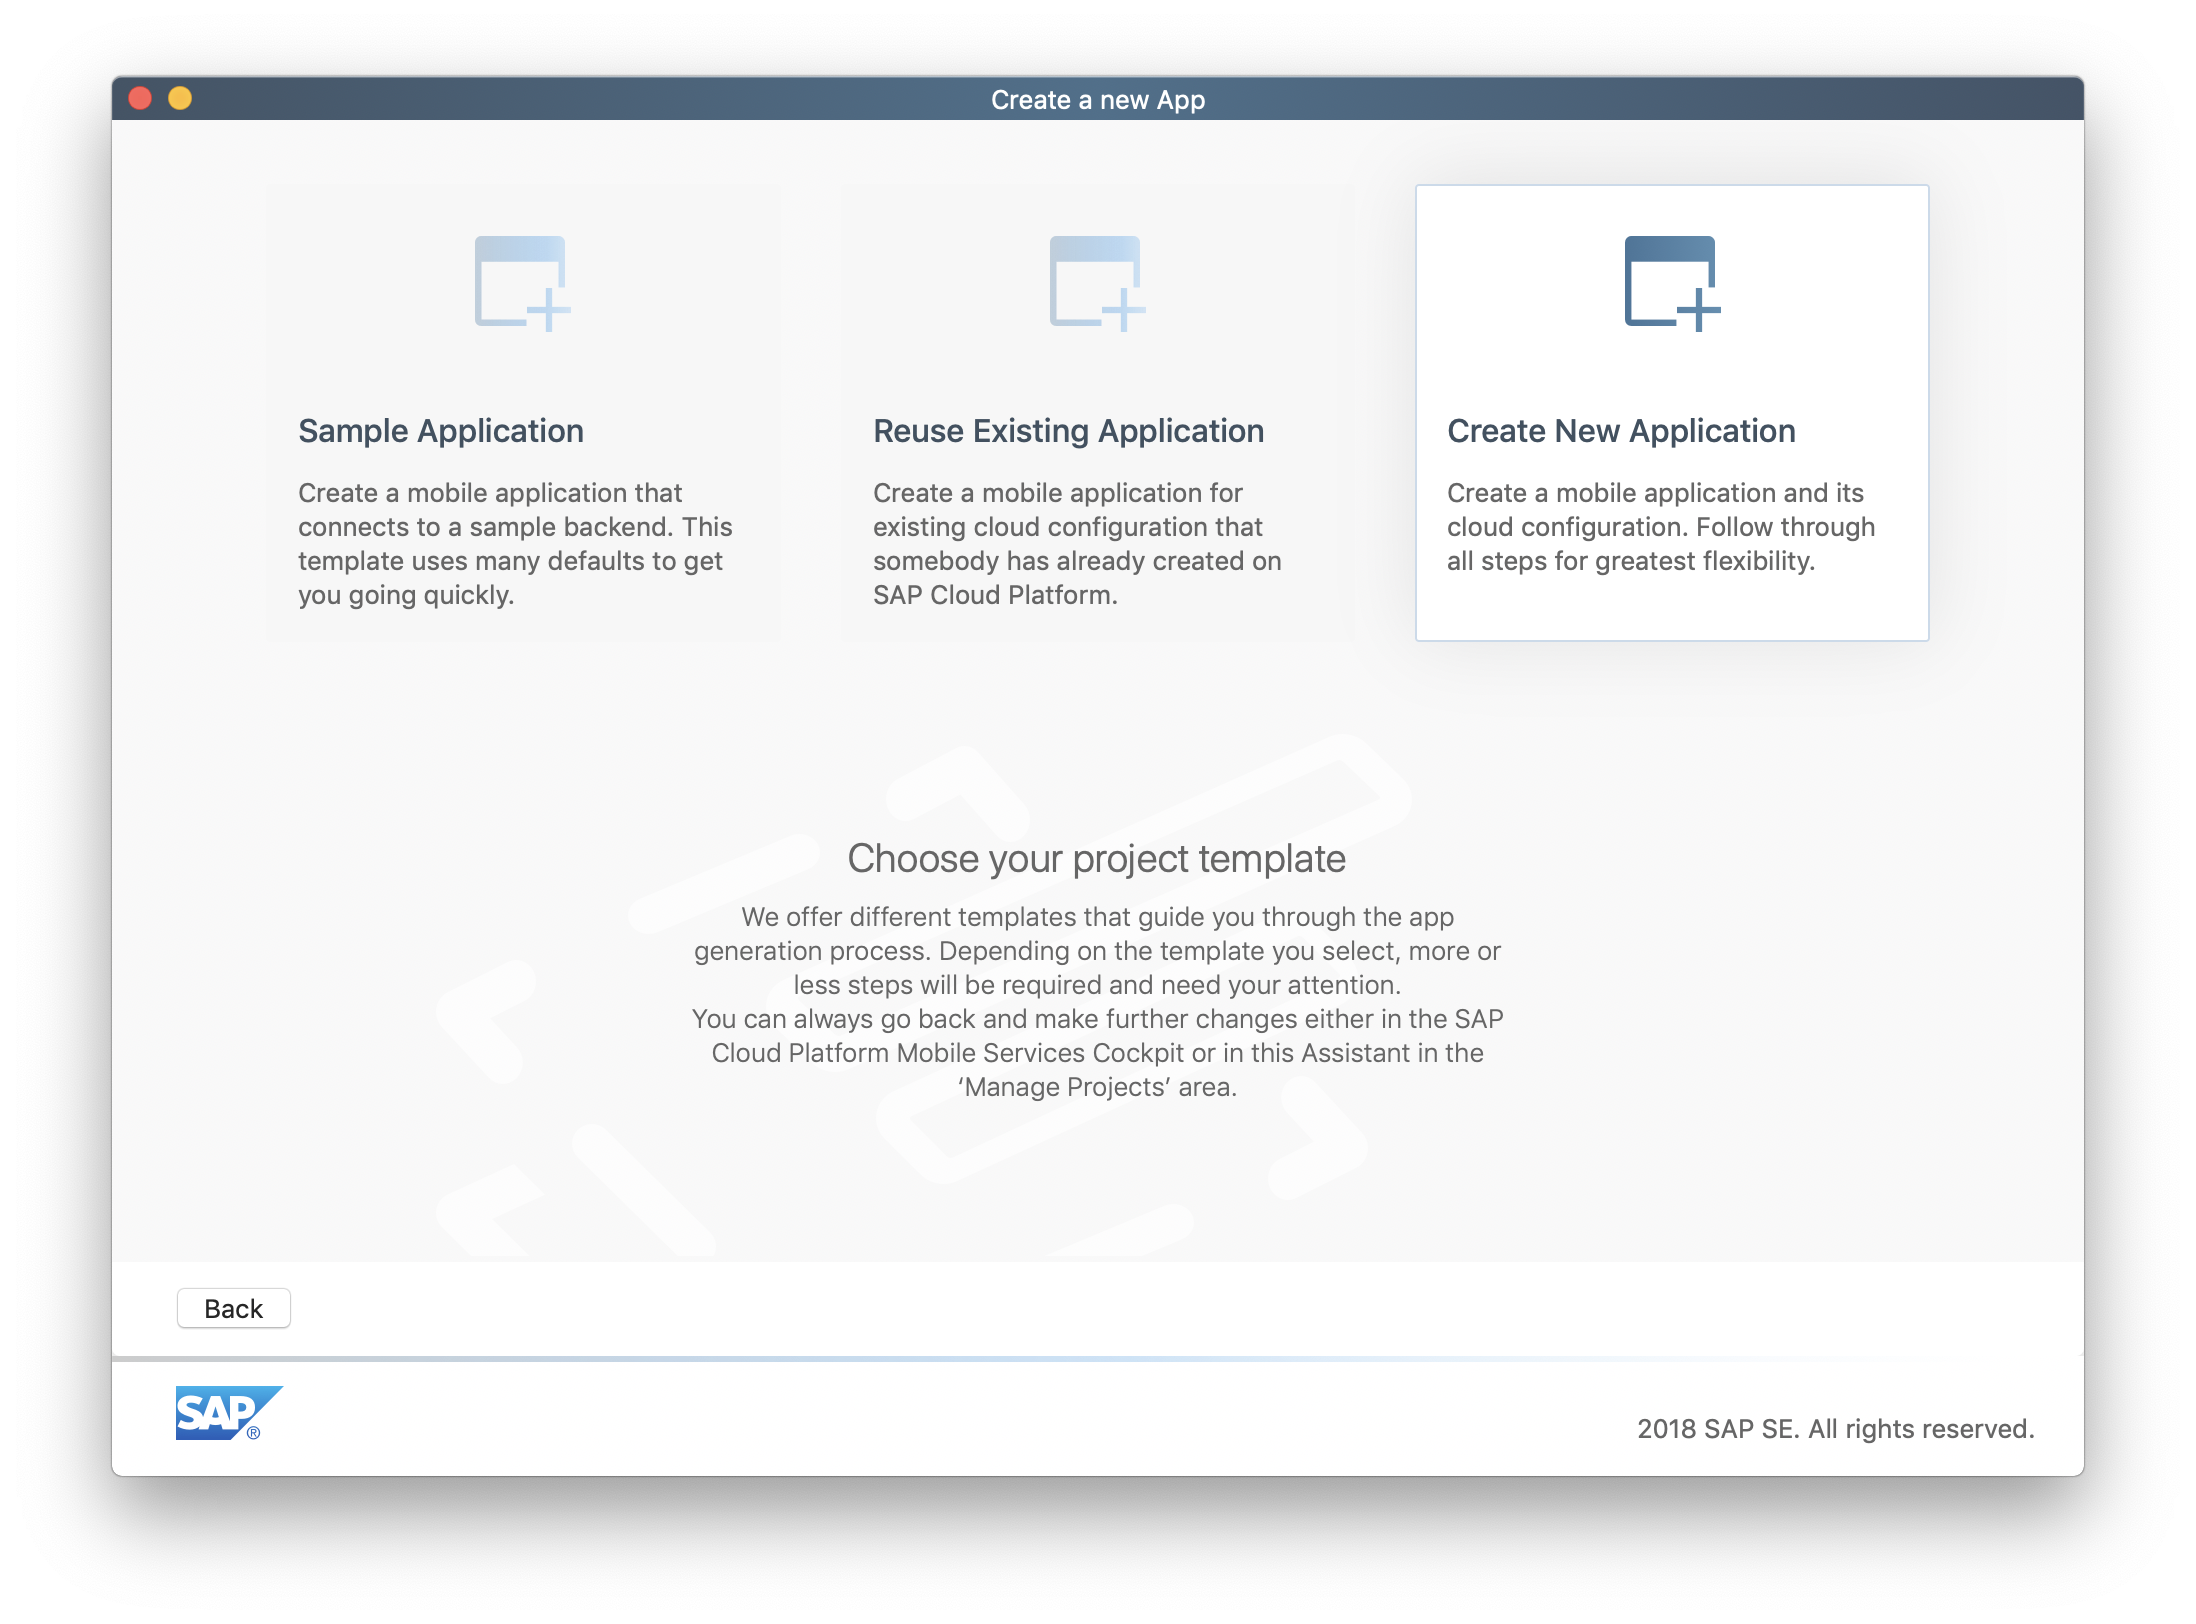 Create a new App
Sample Application
Create a mobile application that
connects to a sample backend. This
template uses many defaults to get
you going quickly.
Reuse Existing Application
Create a mobile application for
existing cloud configuration that
somebody has already created on
SAP Cloud Platform.
Create New Application
Create a mobile application and its
cloud configuration. Follow through
all steps for greatest flexibility.
Choose your project template
We offer different templates that guide you through the app
generation process. Depending on the template you select, more or
less steps will be required and need your attention.
You can always go back and make further changes either in the SAP
Cloud Platform Mobile Services Cockpit or in this Assistant in the
‘Manage Projects’ area.
Back
SAP®
2018 SAP SE. All rights reserved.